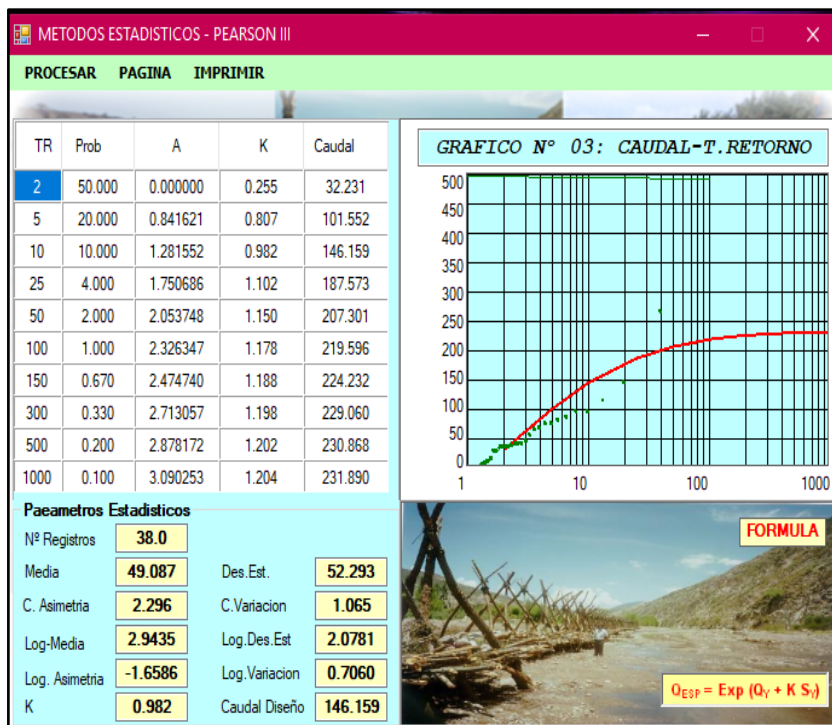 METODOS ESTADISTICOS - PEARSON III
PROCESAR PAGINA IMPRIMIR
TR Prob A K Caudal
2 50.000 0.000000 0.255 32.231
5 20.000 0.841621 0.807 101.552
10 10.000 1.281552 0.982 146.159
25 4.000 1.750686 1.102 187.573
50 2.000 2.053748 1.150 207.301
100 1.000 2.326347 1.178 219.596
150 0.670 2.474740 1.188 224.232
300 0.330 2.713057 1.198 229.060
500 0.200 2.878172 1.202 230.868
1000 0.100 3.090253 1.204 231.890
GRAFICO Nº 03: CAUDAL-T.RETORNO
500
450
400
350
300
250
200
150
100
50
0
1 10 100 1000
Paeametros Estadisticos
Nº Registros 38.0
Media 49.087 Des.Est. 52.293
C. Asimetria 2.296 C.Variacion 1.065
Log-Media 2.9435 Log.Des.Est 2.0781
Log. Asimetria -1.6586 Log.Variacion 0.7060
K 0.982 Caudal Diseño 146.159
FORMULA
QESP = Exp (QY + K SY)